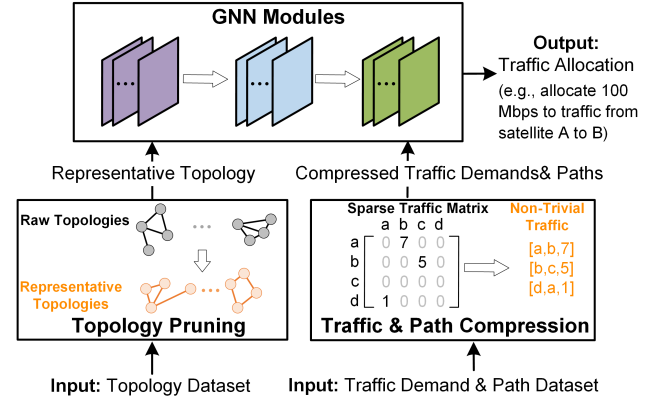 GNN Modules
Output:
Traffic Allocation
(e.g., allocate 100
Mbps to traffic from
satellite A to B)
Representative Topology
Compressed Traffic Demands& Paths
Raw Topologies
Representative
Topologies
Topology Pruning
Sparse Traffic Matrix
a b c d
a 0 7 0 0
b 0 0 5 0
c 0 0 0 0
d 1 0 0 0
Non-Trivial
Traffic
[a,b,7]
[b,c,5]
[d,a,1]
Traffic & Path Compression
Input: Topology Dataset
Input: Traffic Demand & Path Dataset